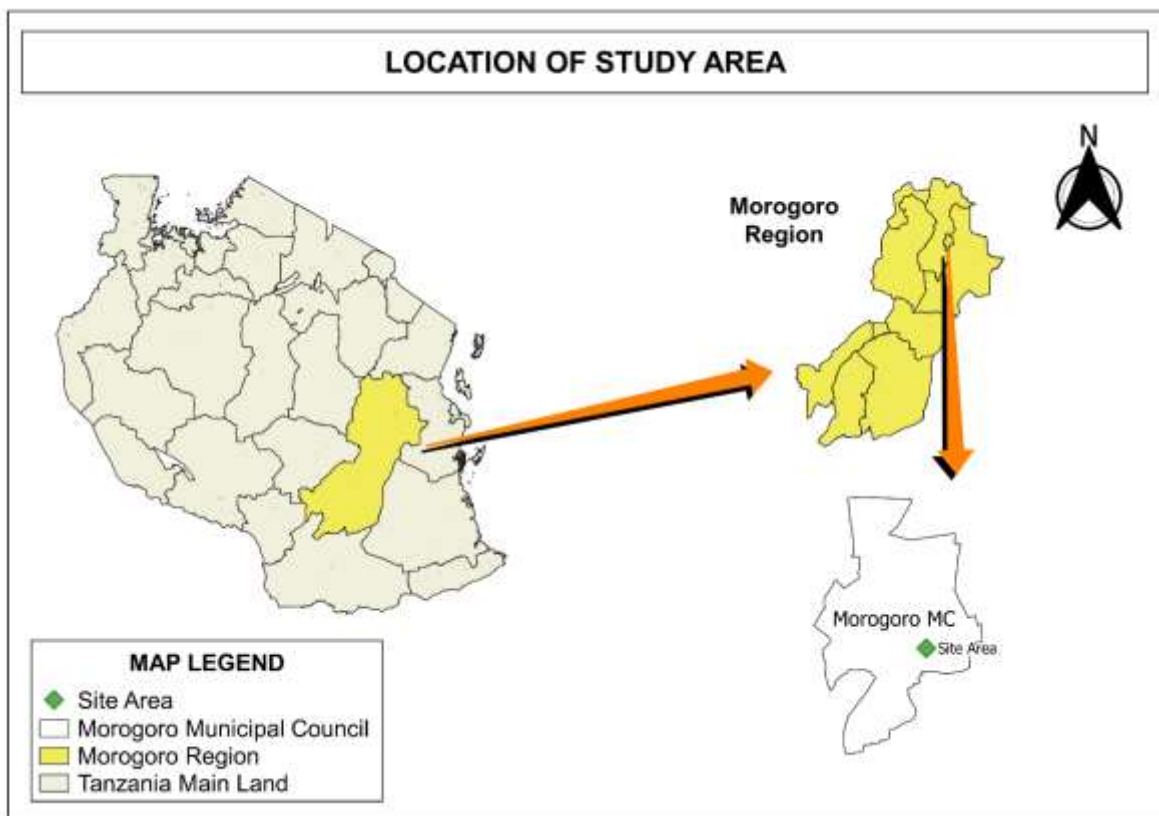 LOCATION OF STUDY AREA
N
Morogoro
Region
Morogoro MC
Site Area
MAP LEGEND
Site Area
Morogoro Municipal Council
Morogoro Region
Tanzania Main Land